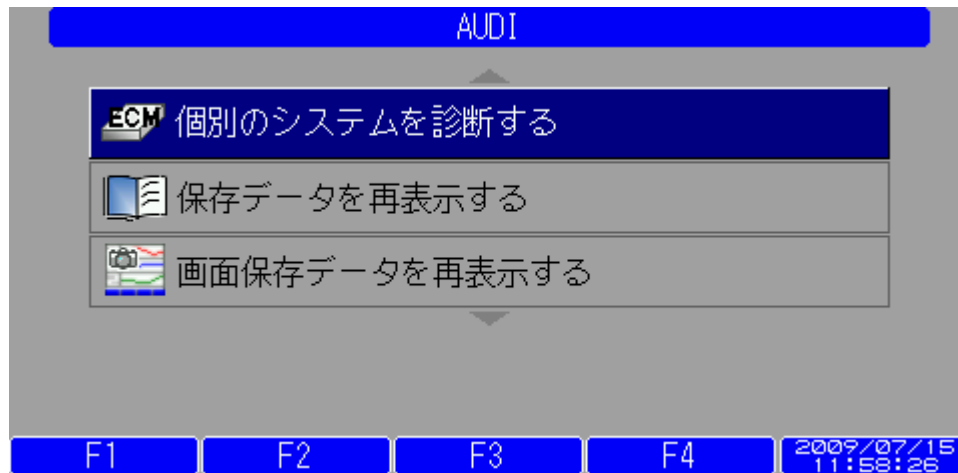 AUDI
ECM 個別のシステムを診断する
保存データを再表示する
画面保存データを再表示する
F1 F2 F3 F4 2009/07/15
11:58:26